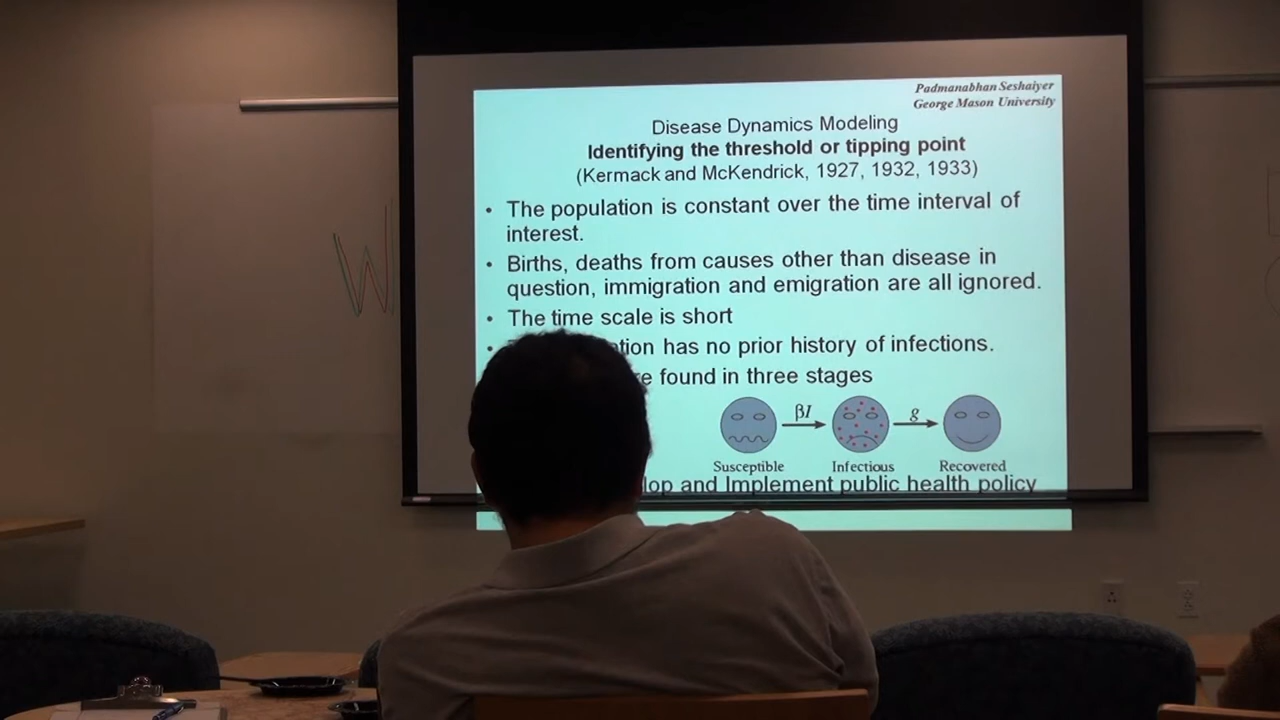 Padmanabhan Seshaiyer
George Mason University
Disease Dynamics Modeling
Identifying the threshold or tipping point
(Kermack and McKendrick, 1927, 1932, 1933)
• The population is constant over the time interval of
interest.
• Births, deaths from causes other than disease in
question, immigration and emigration are all ignored.
• The time scale is short
• has no prior history of infections.
found in three stages
βI g
Susceptible Infectious Recovered
and Implement public health policy
W